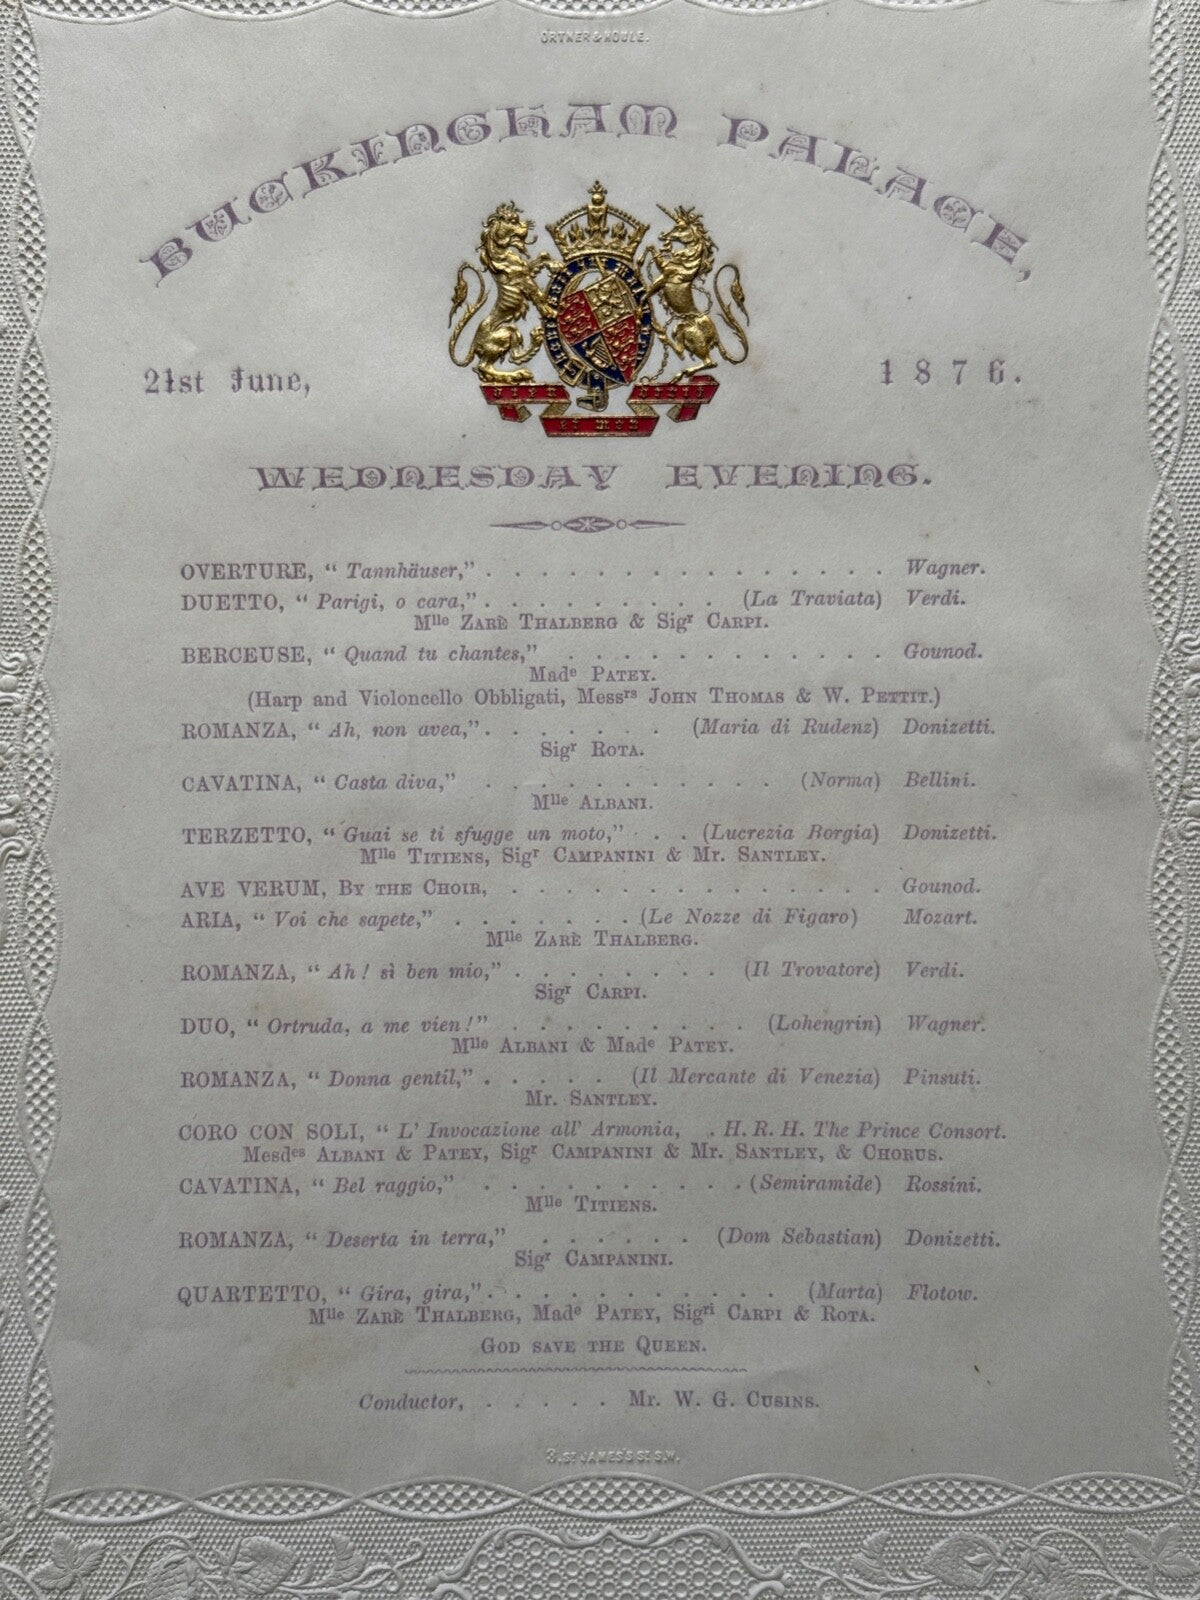 ORTNER & HOULE.
BUCKINGHAM PALACE,
21st June, 1876.
WEDNESDAY EVENING.
OVERTURE, “ Tannhäuser,” . . . . . . . . . . . . . . . Wagner.
DUETTO, “ Parigi, o cara,” . . . . . . . . . (La Traviata) Verdi.
Mlle ZARÈ THALBERG & Sigr CARPI.
BERCEUSE, “ Quand tu chantes,” . . . . . . . . . . . . Gounod.
Made PATEY.
(Harp and Violoncello Obbligati, Messrs JOHN THOMAS & W. PETTIT.)
ROMANZA, “ Ah, non avea,” . . . . . . . (Maria di Rudenz) Donizetti.
Sigr ROTA.
CAVATINA, “ Casta diva,” . . . . . . . . . . . (Norma) Bellini.
Mlle ALBANI.
TERZETTO, “ Guai se ti sfugge un moto,” . . . (Lucrezia Borgia) Donizetti.
Mlle TITIENS, Sigr CAMPANINI & Mr. SANTLEY.
AVE VERUM, BY THE CHOIR, . . . . . . . . . . . . . . Gounod.
ARIA, “ Voi che sapete,” . . . . . . . (Le Nozze di Figaro) Mozart.
Mlle ZARÈ THALBERG.
ROMANZA, “ Ah! sì ben mio,” . . . . . . . . (Il Trovatore) Verdi.
Sigr CARPI.
DUO, “ Ortruda, a me vien!” . . . . . . . . . (Lohengrin) Wagner.
Mlle ALBANI & Made PATEY.
ROMANZA, “ Donna gentil,” . . . . . (Il Mercante di Venezia) Pinsuti.
Mr. SANTLEY.
CORO CON SOLI, “ L' Invocazione all' Armonia, . H. R. H. The Prince Consort.
Mesdes ALBANI & PATEY, Sigr CAMPANINI & Mr. SANTLEY, & CHORUS.
CAVATINA, “ Bel raggio,” . . . . . . . . . . (Semiramide) Rossini.
Mlle TITIENS.
ROMANZA, “ Deserta in terra,” . . . . . . (Dom Sebastian) Donizetti.
Sigr CAMPANINI.
QUARTETTO, “ Gira, gira,” . . . . . . . . . . . . (Marta) Flotow.
Mlle ZARÈ THALBERG, Made PATEY, Sigri CARPI & ROTA.
GOD SAVE THE QUEEN.
Conductor, . . . . . Mr. W. G. CUSINS.
3, ST JAMES'S ST S.W.